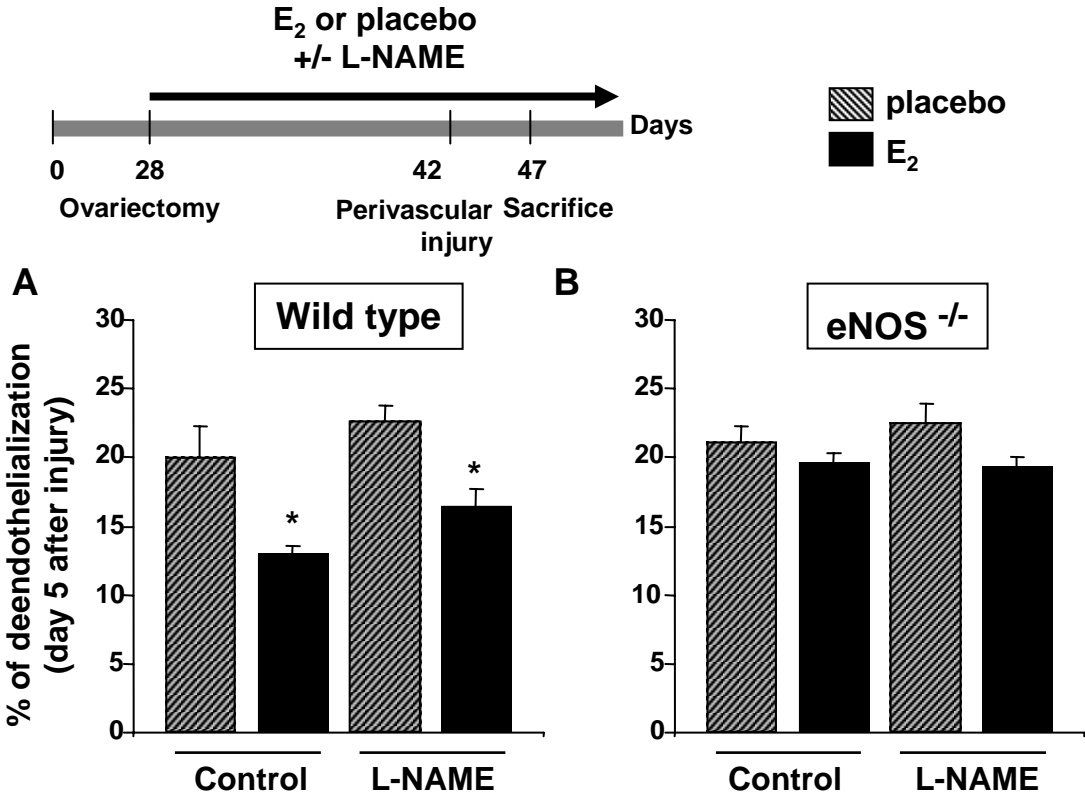 E2 or placebo
+/- L-NAME
Days
0 28 42 47
Ovariectomy
Perivascular
injury
Sacrifice
placebo
E2
A
Wild type
% of deendothelialization
(day 5 after injury)
30
25
20
15
10
5
0
*
*
Control L-NAME
B
eNOS -/-
30
25
20
15
10
5
0
Control L-NAME